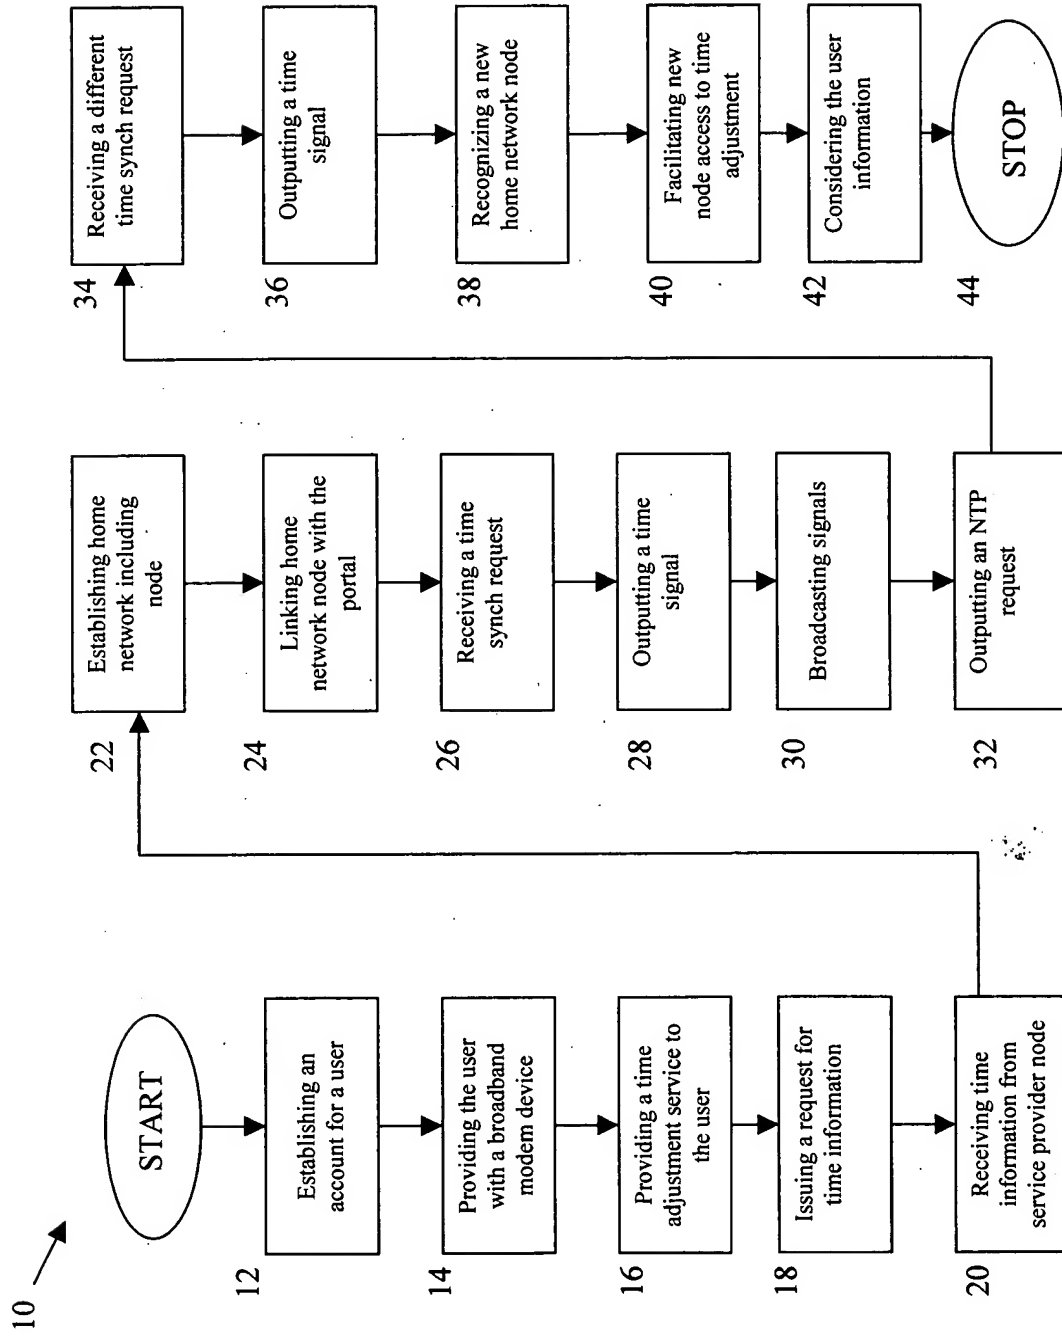 10
START
12
Establishing an
account for a user
14
Providing the user
with a broadband
modem device
16
Providing a time
adjustment service to
the user
18
Issuing a request for
time information
20
Receiving time
information from
service provider node
22
Establishing home
network including
node
24
Linking home
network node with the
portal
26
Receiving a time
synch request
28
Outputting a time
signal
30
Broadcasting signals
32
Outputting an NTP
request
34
Receiving a different
time synch request
36
Outputting a time
signal
38
Recognizing a new
home network node
40
Facilitating new
node access to time
adjustment
42
Considering the user
information
44
STOP